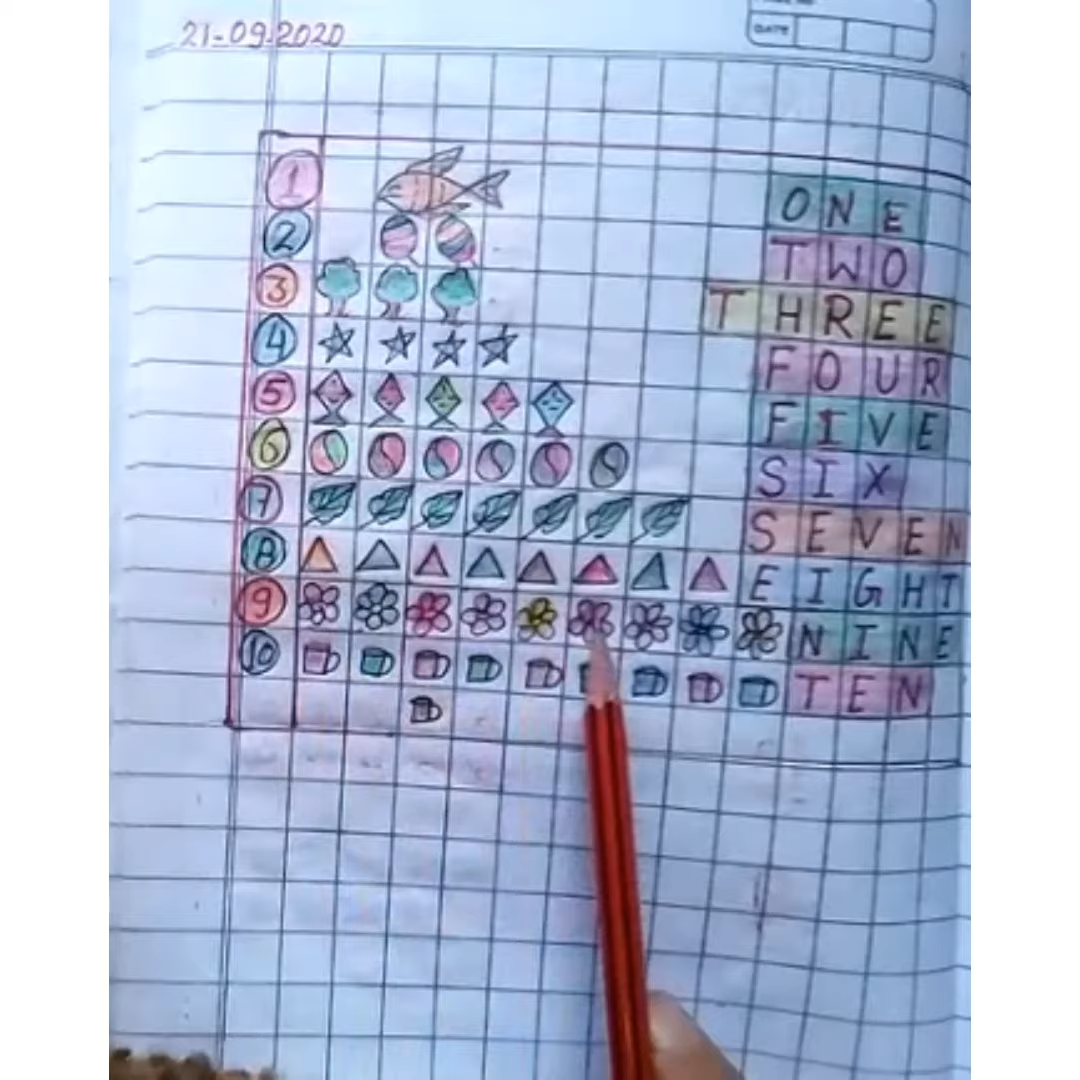 21-09-2020
DATE
1 ONE
2 TWO
3 THREE
4 FOUR
5 FIVE
6 SIX
7 SEVEN
8 EIGHT
9 NINE
10 TEN